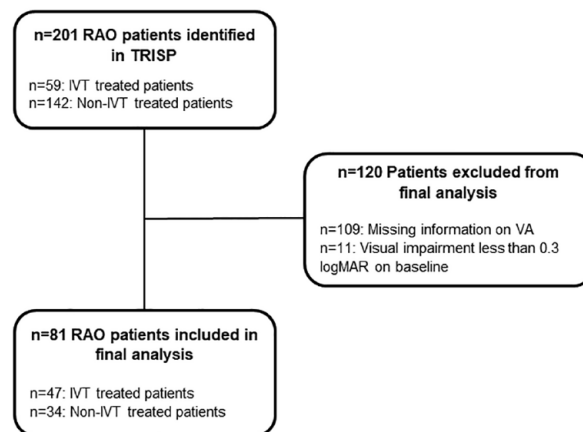 n=201 RAO patients identified
in TRISP
n=59: IVT treated patients
n=142: Non-IVT treated patients
n=120 Patients excluded from
final analysis
n=109: Missing information on VA
n=11: Visual impairment less than 0.3
logMAR on baseline
n=81 RAO patients included in
final analysis
n=47: IVT treated patients
n=34: Non-IVT treated patients